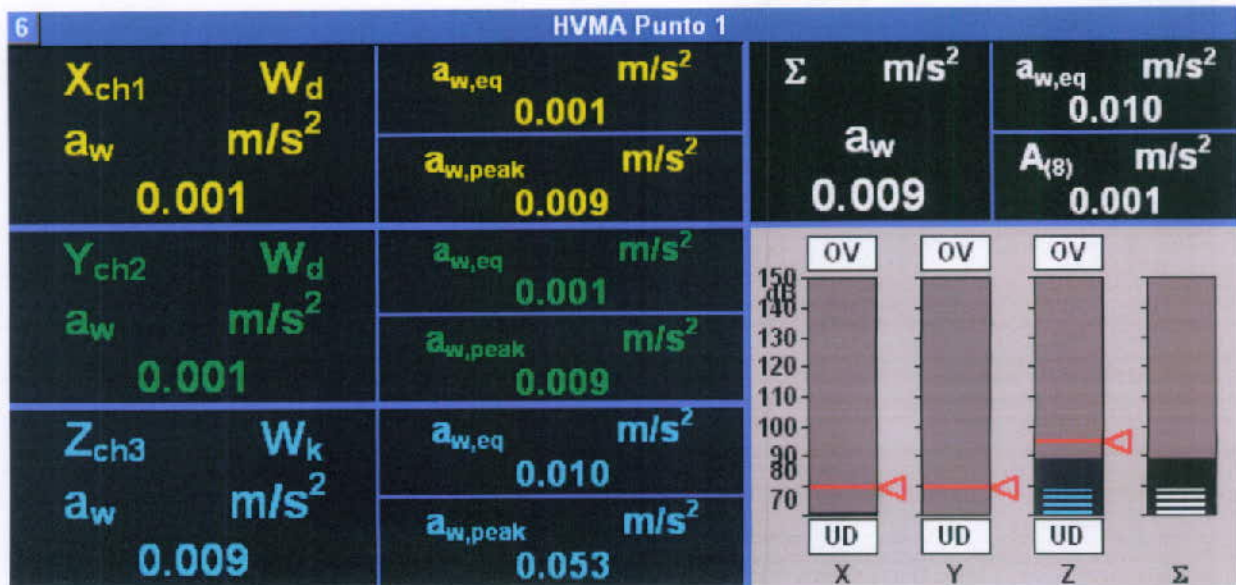 6
HVMA Punto 1
Xch1 Wd
aw m/s²
0.001
aw,eq m/s²
0.001
aw,peak m/s²
0.009
Σ m/s²
aw
0.009
aw,eq m/s²
0.010
A(8) m/s²
0.001
Ych2 Wd
aw m/s²
0.001
aw,eq m/s²
0.001
aw,peak m/s²
0.009
Zch3 Wk
aw m/s²
0.009
aw,eq m/s²
0.010
aw,peak m/s²
0.053
OV OV OV
150
dB
140
130
120
110
100
90
80
70
UD UD UD
X Y Z Σ